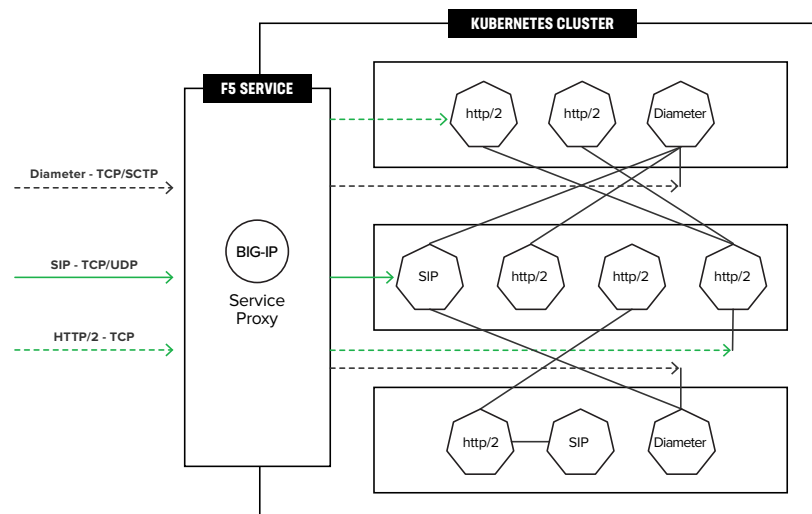 KUBERNETES CLUSTER
F5 SERVICE
http/2
http/2
Diameter
Diameter - TCP/SCTP
BIG-IP
Service
Proxy
SIP - TCP/UDP
SIP
http/2
http/2
http/2
HTTP/2 - TCP
http/2
SIP
Diameter